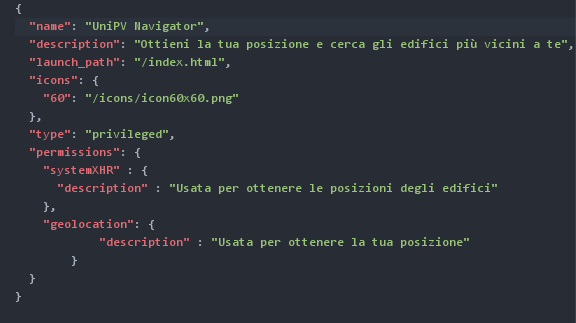 {
"name": "UniPV Navigator",
"description": "Ottieni la tua posizione e cerca gli edifici più vicini a te",
"launch_path": "/index.html",
"icons": {
"60": "/icons/icon60x60.png"
},
"type": "privileged",
"permissions": {
"systemXHR" : {
"description" : "Usata per ottenere le posizioni degli edifici"
},
"geolocation": {
"description" : "Usata per ottenere la tua posizione"
}
}
}